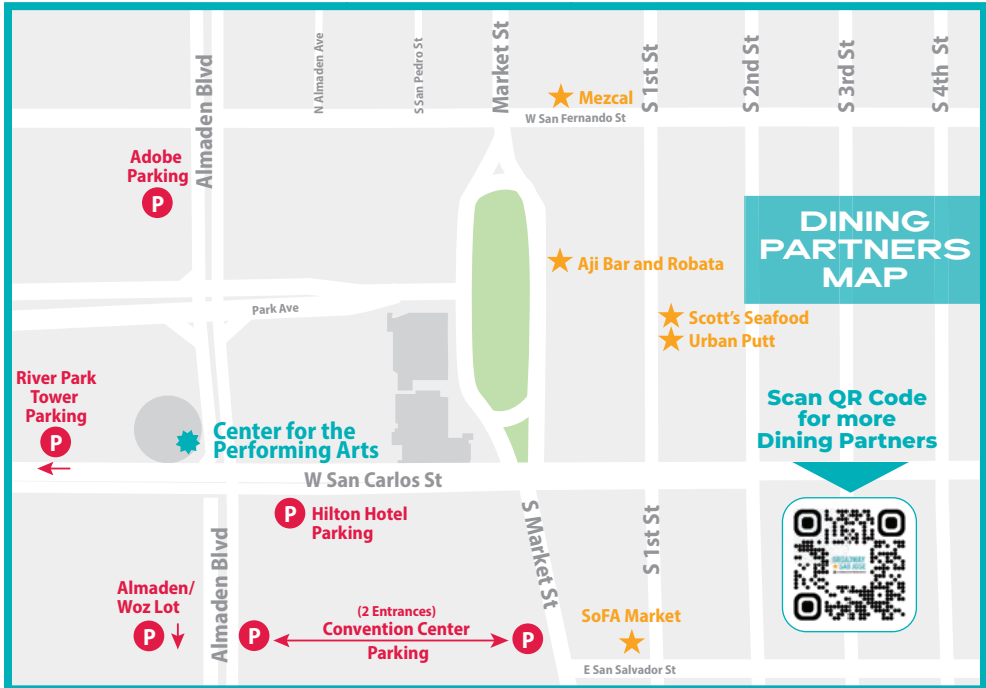 Almaden Blvd
N Almaden Ave
S San Pedro St
Market St
S 1st St
S 2nd St
S 3rd St
S 4th St
Mezcal
W San Fernando St
Adobe
Parking
P
DINING
PARTNERS
MAP
Aji Bar and Robata
Park Ave
Scott's Seafood
Urban Putt
River Park
Tower
Parking
P
Center for the
Performing Arts
Scan QR Code
for more
Dining Partners
W San Carlos St
P
Hilton Hotel
Parking
S Market St
S 1st St
BROADWAY
SAN JOSE
Almaden Blvd
Almaden/
Woz Lot
P
P
(2 Entrances)
Convention Center
Parking
P
SoFA Market
E San Salvador St